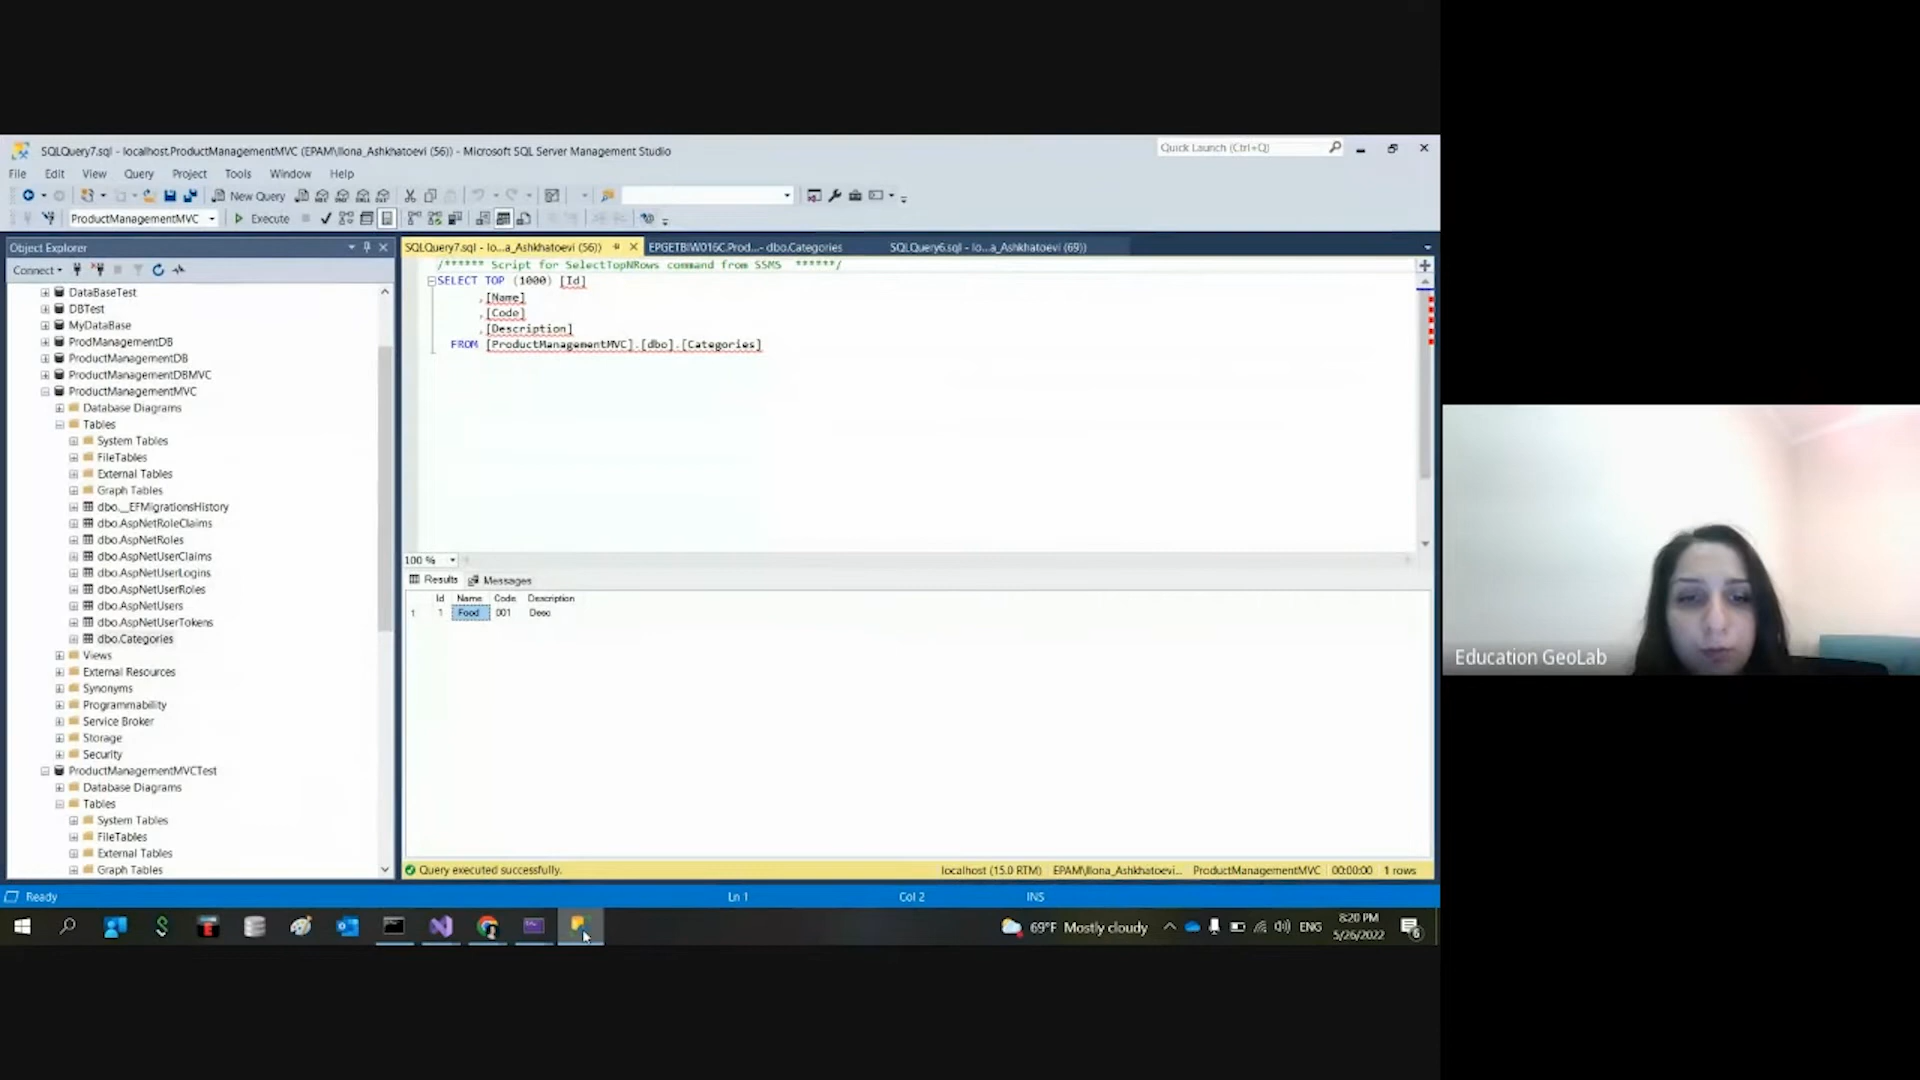 SQLQuery7.sql - localhost.ProductManagementMVC (EPAM\Ilona_Ashkhatoevi (56)) - Microsoft SQL Server Management Studio
Quick Launch (Ctrl+Q)
File Edit View Query Project Tools Window Help
New Query
ProductManagementMVC Execute
Object Explorer
Connect
DataBaseTest
DBTest
MyDataBase
ProdManagementDB
ProductManagementDB
ProductManagementDBMVC
ProductManagementMVC
Database Diagrams
Tables
System Tables
FileTables
External Tables
Graph Tables
dbo.__EFMigrationsHistory
dbo.AspNetRoleClaims
dbo.AspNetRoles
dbo.AspNetUserClaims
dbo.AspNetUserLogins
dbo.AspNetUserRoles
dbo.AspNetUsers
dbo.AspNetUserTokens
dbo.Categories
Views
External Resources
Synonyms
Programmability
Service Broker
Storage
Security
ProductManagementMVCTest
Database Diagrams
Tables
System Tables
FileTables
External Tables
Graph Tables
SQLQuery7.sql - lo...a_Ashkhatoevi (56)) EPGETBIW016C.Prod...- dbo.Categories SQLQuery6.sql - lo...a_Ashkhatoevi (69))
/****** Script for SelectTopNRows command from SSMS ******/
SELECT TOP (1000) [Id]
,[Name]
,[Code]
,[Description]
FROM [ProductManagementMVC].[dbo].[Categories]
100 %
Results Messages
Id Name Code Description
1 1 Food 001 Desc
Query executed successfully. localhost (15.0 RTM) EPAM\Ilona_Ashkhatoevi... ProductManagementMVC 00:00:00 1 rows
Ready Ln 1 Col 2 INS
69°F Mostly cloudy ENG 8:20 PM
5/26/2022
6
Education GeoLab